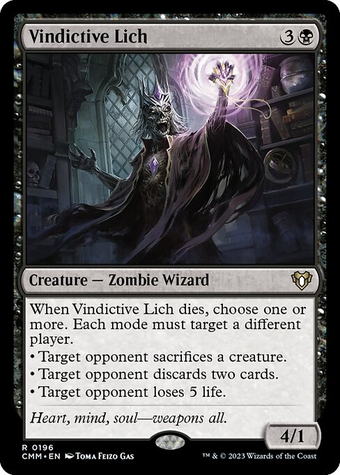 Vindictive Lich 3
Creature — Zombie Wizard
When Vindictive Lich dies, choose one or
more. Each mode must target a different
player.
• Target opponent sacrifices a creature.
• Target opponent discards two cards.
• Target opponent loses 5 life.
Heart, mind, soul—weapons all.
4/1
R 0196
CMM • EN Toma Feizo Gas ™ & © 2023 Wizards of the Coast